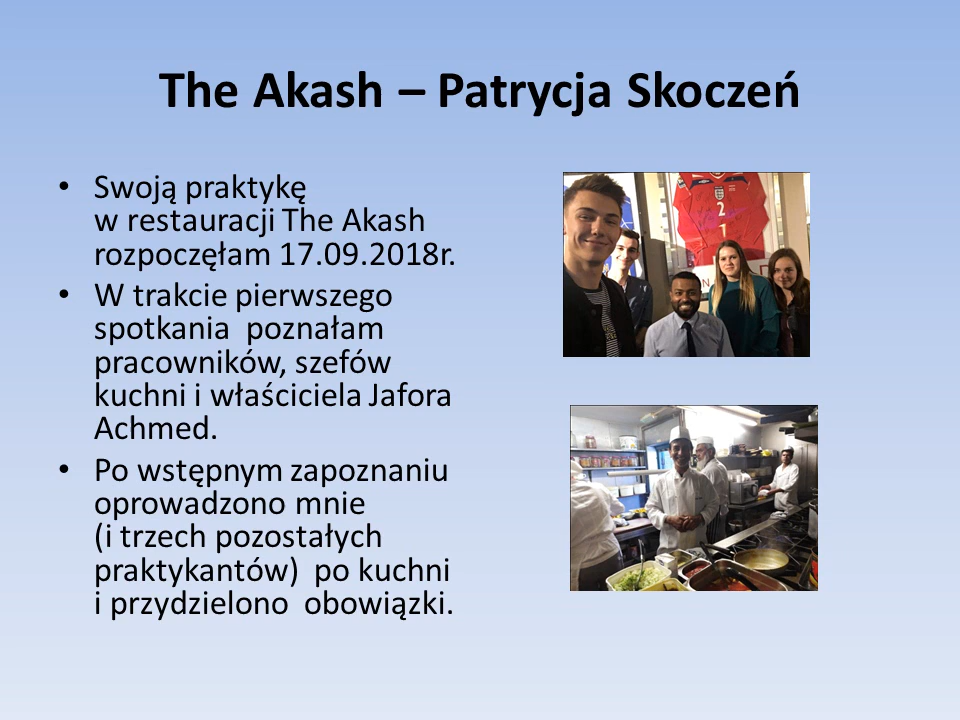 The Akash – Patrycja Skoczeń
• Swoją praktykę
w restauracji The Akash
rozpoczęłam 17.09.2018r.
• W trakcie pierwszego
spotkania poznałam
pracowników, szefów
kuchni i właściciela Jafora
Achmed.
• Po wstępnym zapoznaniu
oprowadzono mnie
(i trzech pozostałych
praktykantów) po kuchni
i przydzielono obowiązki.
2